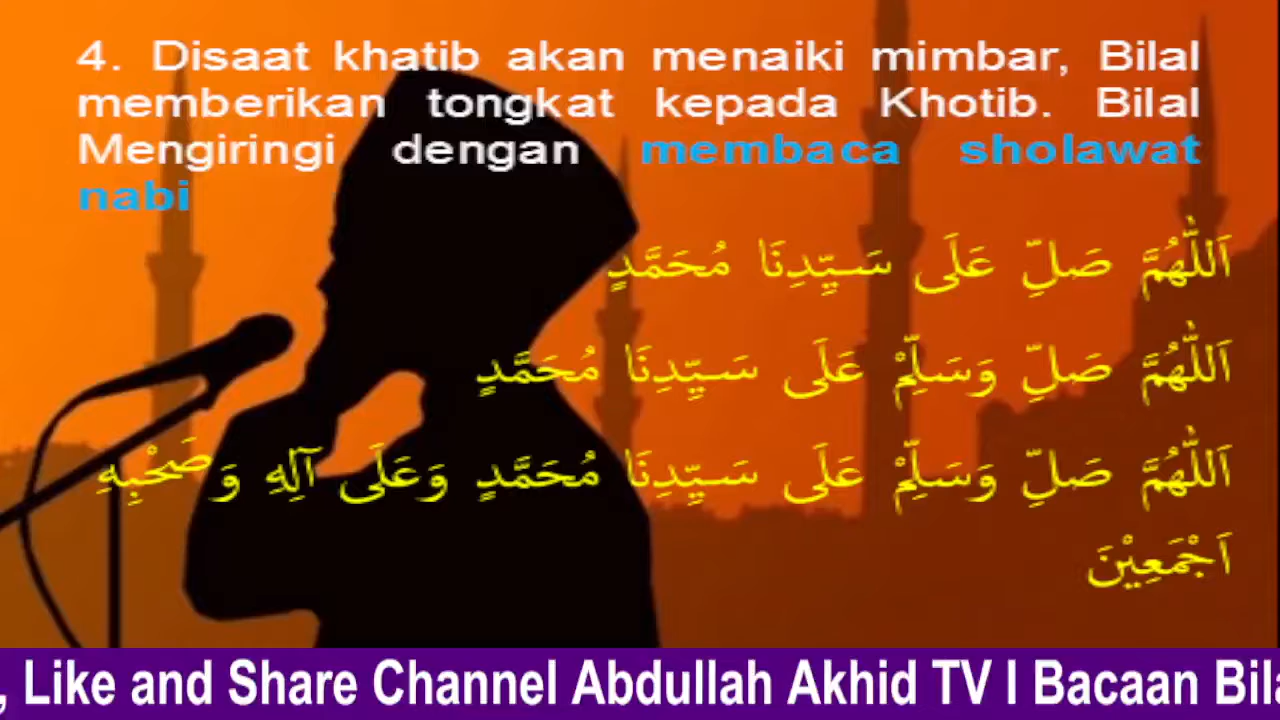 4. Disaat khatib akan menaiki mimbar, Bilal
memberikan tongkat kepada Khotib. Bilal
Mengiringi dengan membaca sholawat
nabi
اَللّٰهُمَّ صَلِّ عَلَى سَيِّدِنَا مُحَمَّدٍ
اَللّٰهُمَّ صَلِّ وَسَلِّمْ عَلَى سَيِّدِنَا مُحَمَّدٍ
اَللّٰهُمَّ صَلِّ وَسَلِّمْ عَلَى سَيِّدِنَا مُحَمَّدٍ وَعَلَى آلِهِ وَصَحْبِهِ
اَجْمَعِيْنَ
, Like and Share Channel Abdullah Akhid TV I Bacaan Bila